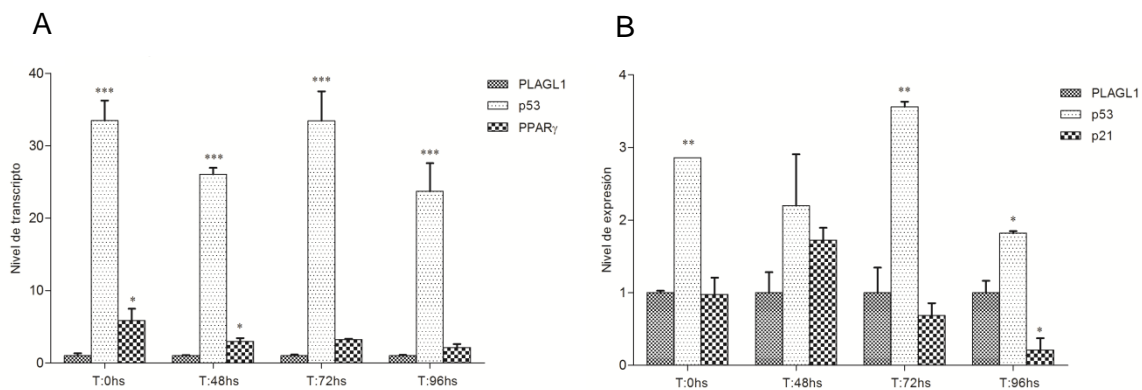 A
Nivel de transcripto
40
30
20
10
0
***
*
***
*
***
***
T:0hs T:48hs T:72hs T:96hs
PLAGL1
p53
PPARγ
B
Nivel de expresión
4
3
2
1
0
**
**
*
*
T:0hs T:48hs T:72hs T:96hs
PLAGL1
p53
p21